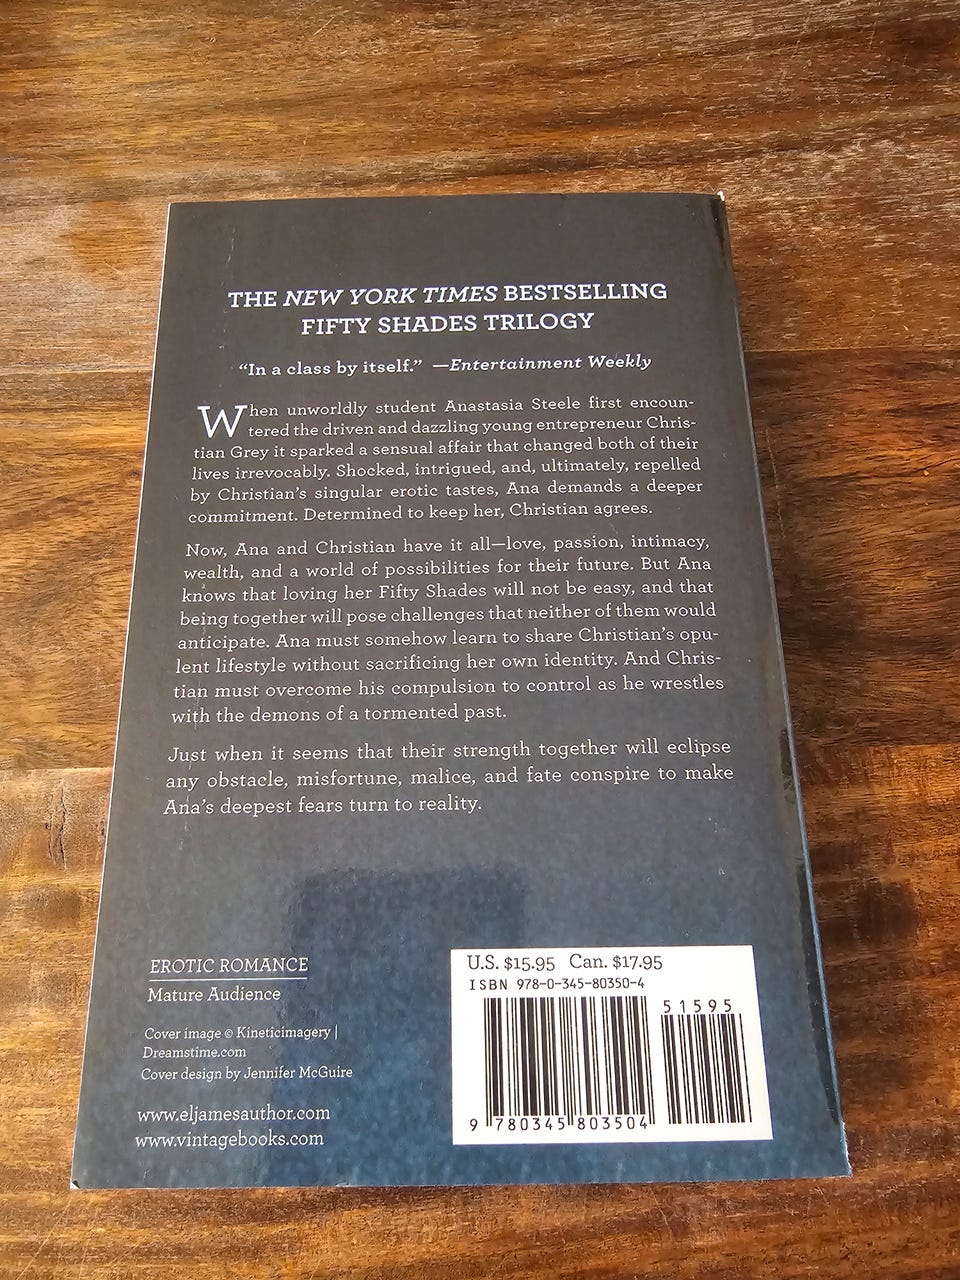 THE NEW YORK TIMES BESTSELLING
FIFTY SHADES TRILOGY
“In a class by itself.” —Entertainment Weekly
When unworldly student Anastasia Steele first encoun-
tered the driven and dazzling young entrepreneur Chris-
tian Grey it sparked a sensual affair that changed both of their
lives irrevocably. Shocked, intrigued, and, ultimately, repelled
by Christian’s singular erotic tastes, Ana demands a deeper
commitment. Determined to keep her, Christian agrees.
Now, Ana and Christian have it all—love, passion, intimacy,
wealth, and a world of possibilities for their future. But Ana
knows that loving her Fifty Shades will not be easy, and that
being together will pose challenges that neither of them would
anticipate. Ana must somehow learn to share Christian’s opu-
lent lifestyle without sacrificing her own identity. And Chris-
tian must overcome his compulsion to control as he wrestles
with the demons of a tormented past.
Just when it seems that their strength together will eclipse
any obstacle, misfortune, malice, and fate conspire to make
Ana’s deepest fears turn to reality.
EROTIC ROMANCE
Mature Audience
Cover image © Kineticimagery |
Dreamstime.com
Cover design by Jennifer McGuire
www.eljamesauthor.com
www.vintagebooks.com
U.S. $15.95 Can. $17.95
ISBN 978-0-345-80350-4
51595
9 780345 803504